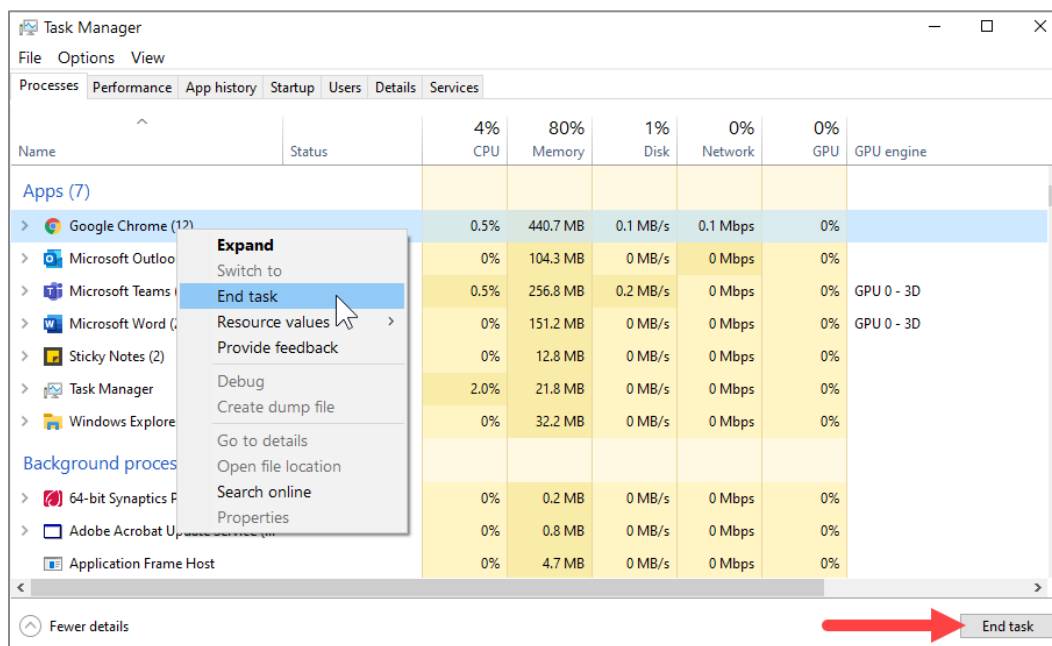 Task Manager
File Options View
Processes Performance App history Startup Users Details Services
4% 80% 1% 0% 0%
Name Status CPU Memory Disk Network GPU GPU engine
Apps (7)
Google Chrome (12) 0.5% 440.7 MB 0.1 MB/s 0.1 Mbps 0%
Expand
Microsoft Outloo 0% 104.3 MB 0 MB/s 0 Mbps 0%
Switch to
Microsoft Teams ( 0.5% 256.8 MB 0.2 MB/s 0 Mbps 0% GPU 0 - 3D
End task
Microsoft Word (2 0% 151.2 MB 0 MB/s 0 Mbps 0% GPU 0 - 3D
Resource values
Provide feedback
Sticky Notes (2) 0% 12.8 MB 0 MB/s 0 Mbps 0%
Debug
Task Manager 2.0% 21.8 MB 0 MB/s 0 Mbps 0%
Create dump file
Windows Explore 0% 32.2 MB 0 MB/s 0 Mbps 0%
Go to details
Background proces
Open file location
Search online
64-bit Synaptics P 0% 0.2 MB 0 MB/s 0 Mbps 0%
Properties
Adobe Acrobat Update Service (... 0% 0.8 MB 0 MB/s 0 Mbps 0%
Application Frame Host 0% 4.7 MB 0 MB/s 0 Mbps 0%
Fewer details End task